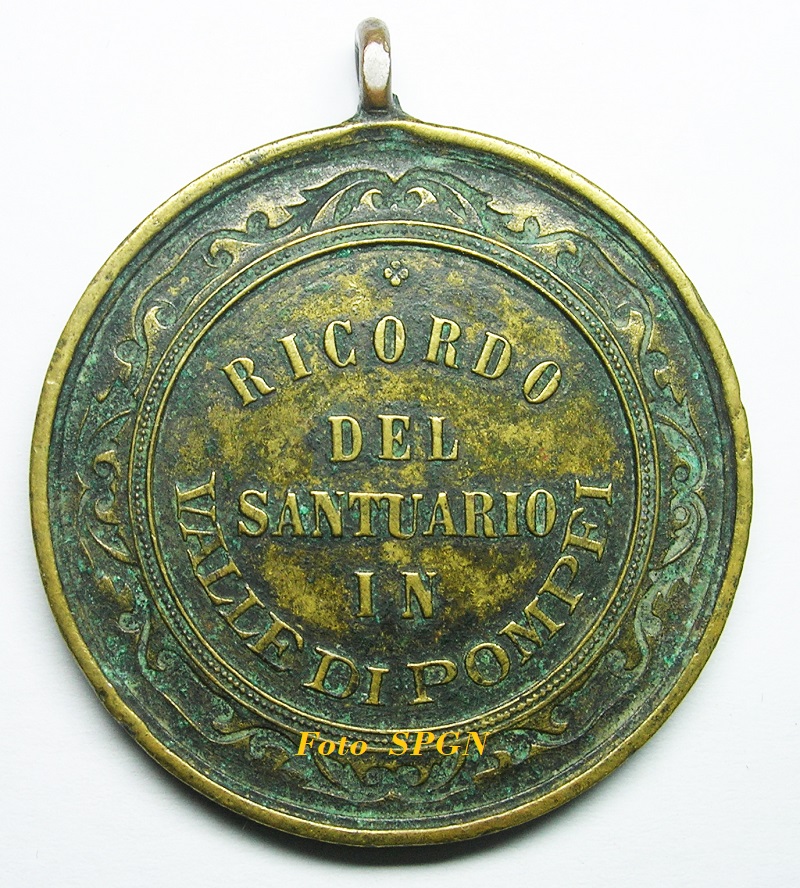 RICORDO
DEL
SANTUARIO
IN
VALLE DI POMPEI
Foto SPGN